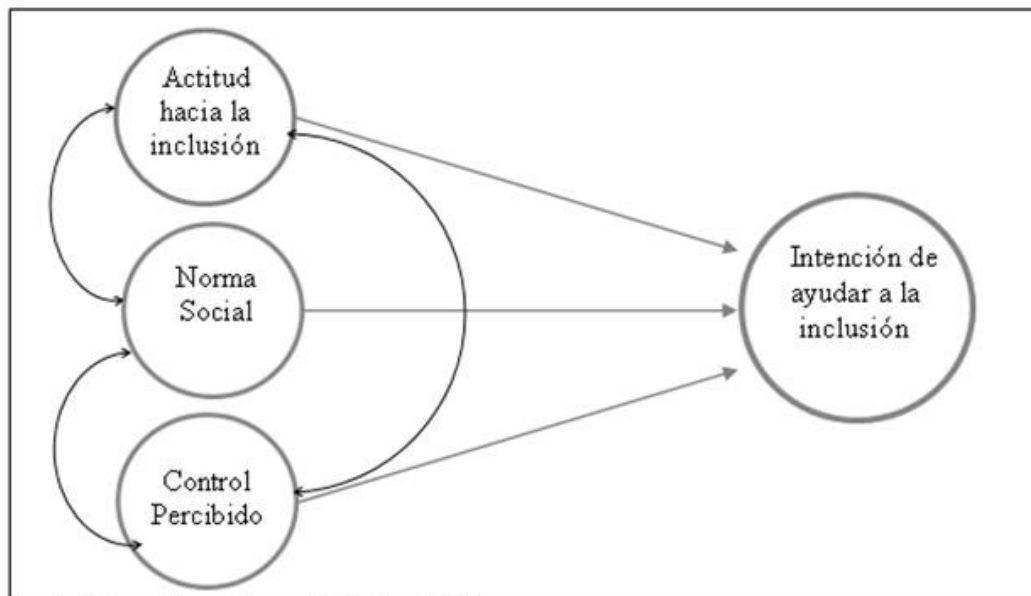 Actitud
hacia la
inclusión
Norma
Social
Control
Percibido
Intención de
ayudar a la
inclusión